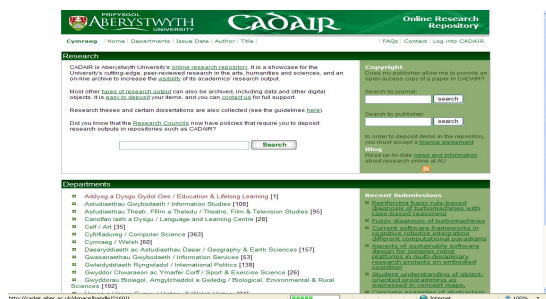 PRIFYSGOL
ABERYSTWYTH
UNIVERSITY
CADAIR
Online Research
Repository
Cymraeg | Home | Departments | Issue Date | Author | Title |
| FAQs | Contact | Log into CADAIR
Research
CADAIR is Aberystwyth University's online research repository. It is a showcase for the
University's cutting-edge, peer-reviewed research in the arts, humanities and sciences, and an
on-line archive to increase the visibility of its academics' research output.
Most other types of research output can also be archived, including data and other digital
objects. It is easy to deposit your items, and you can contact us for full support.
Research theses and certain dissertations are also collected (see the guidelines here).
Did you know that the Research Councils now have policies that require you to deposit
research outputs in repositories such as CADAIR?
Search
Copyright
Does my publisher allow me to provide an
open-access copy of a paper in CADAIR?
Search by journal:
search
Search by publisher:
search
In order to deposit items in the repository,
you must accept a licence agreement.
Blog
Read up-to-date news and information
about research online at AU
Departments
Addysg a Dysgu Gydol Oes / Education & Lifelong Learning [1]
Astudiaethau Gwybodaeth / Information Studies [108]
Astudiaethau Theatr, Ffilm a Theledu / Theatre, Film & Television Studies [95]
Canolfan Iaith a Dysgu / Language and Learning Centre [28]
Celf / Art [35]
Cyfrifiadureg / Computer Science [363]
Cymraeg / Welsh [60]
Daearyddiaeth ac Astudiaethau Daear / Geography & Earth Sciences [157]
Gwasanaethau Gwybodaeth / Information Services [53]
Gwleidyddiaeth Ryngwladol / International Politics [138]
Gwyddor Chwaraeon ac Ymarfer Corff / Sport & Exercise Science [26]
Gwyddorau Biolegol, Amgylcheddol a Gwledig / Biological, Environmental & Rural
Sciences [192]
Recent Submissions
Reinforcing fuzzy rule-based
diagnosis of turbomachines with
case-based reasoning
Fuzzy diagnosis of turbomachines
Current software frameworks in
cognitive robotics integrating
different computational paradigms
Aspects of sustainable software
design for complex robot
platforms in multi-disciplinary
research projects on embodied
cognition
Student understanding of object-
oriented programming as
expressed in concept maps.
Concrete examples of abstraction
Internet
100%